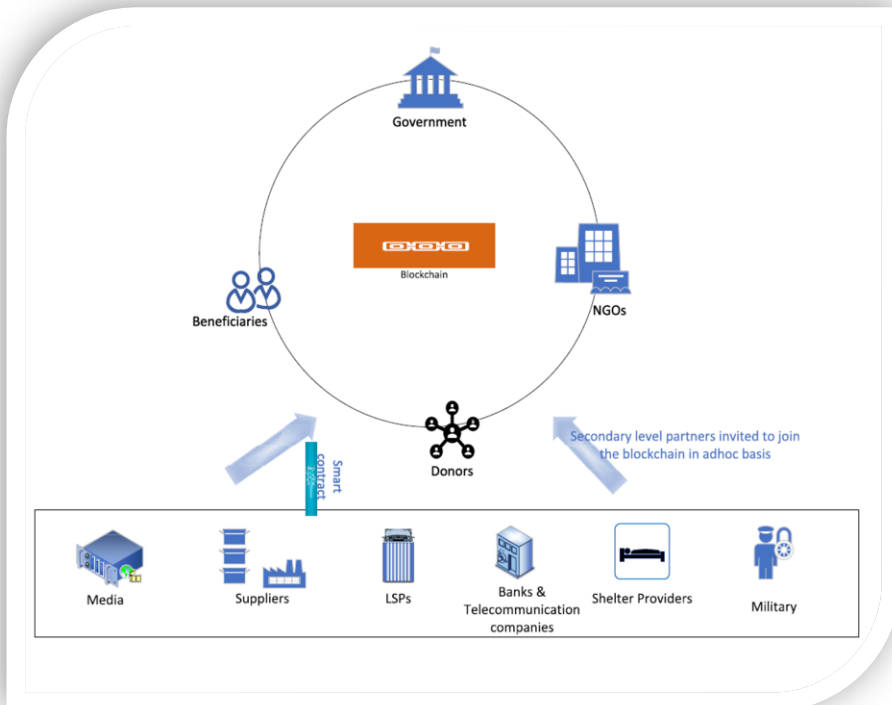 Government
Blockchain
NGOs
Beneficiaries
Donors
Smart
contract
Secondary level partners invited to join
the blockchain in adhoc basis
Media
Suppliers
LSPs
Banks &
Telecommunication
companies
Shelter Providers
Military